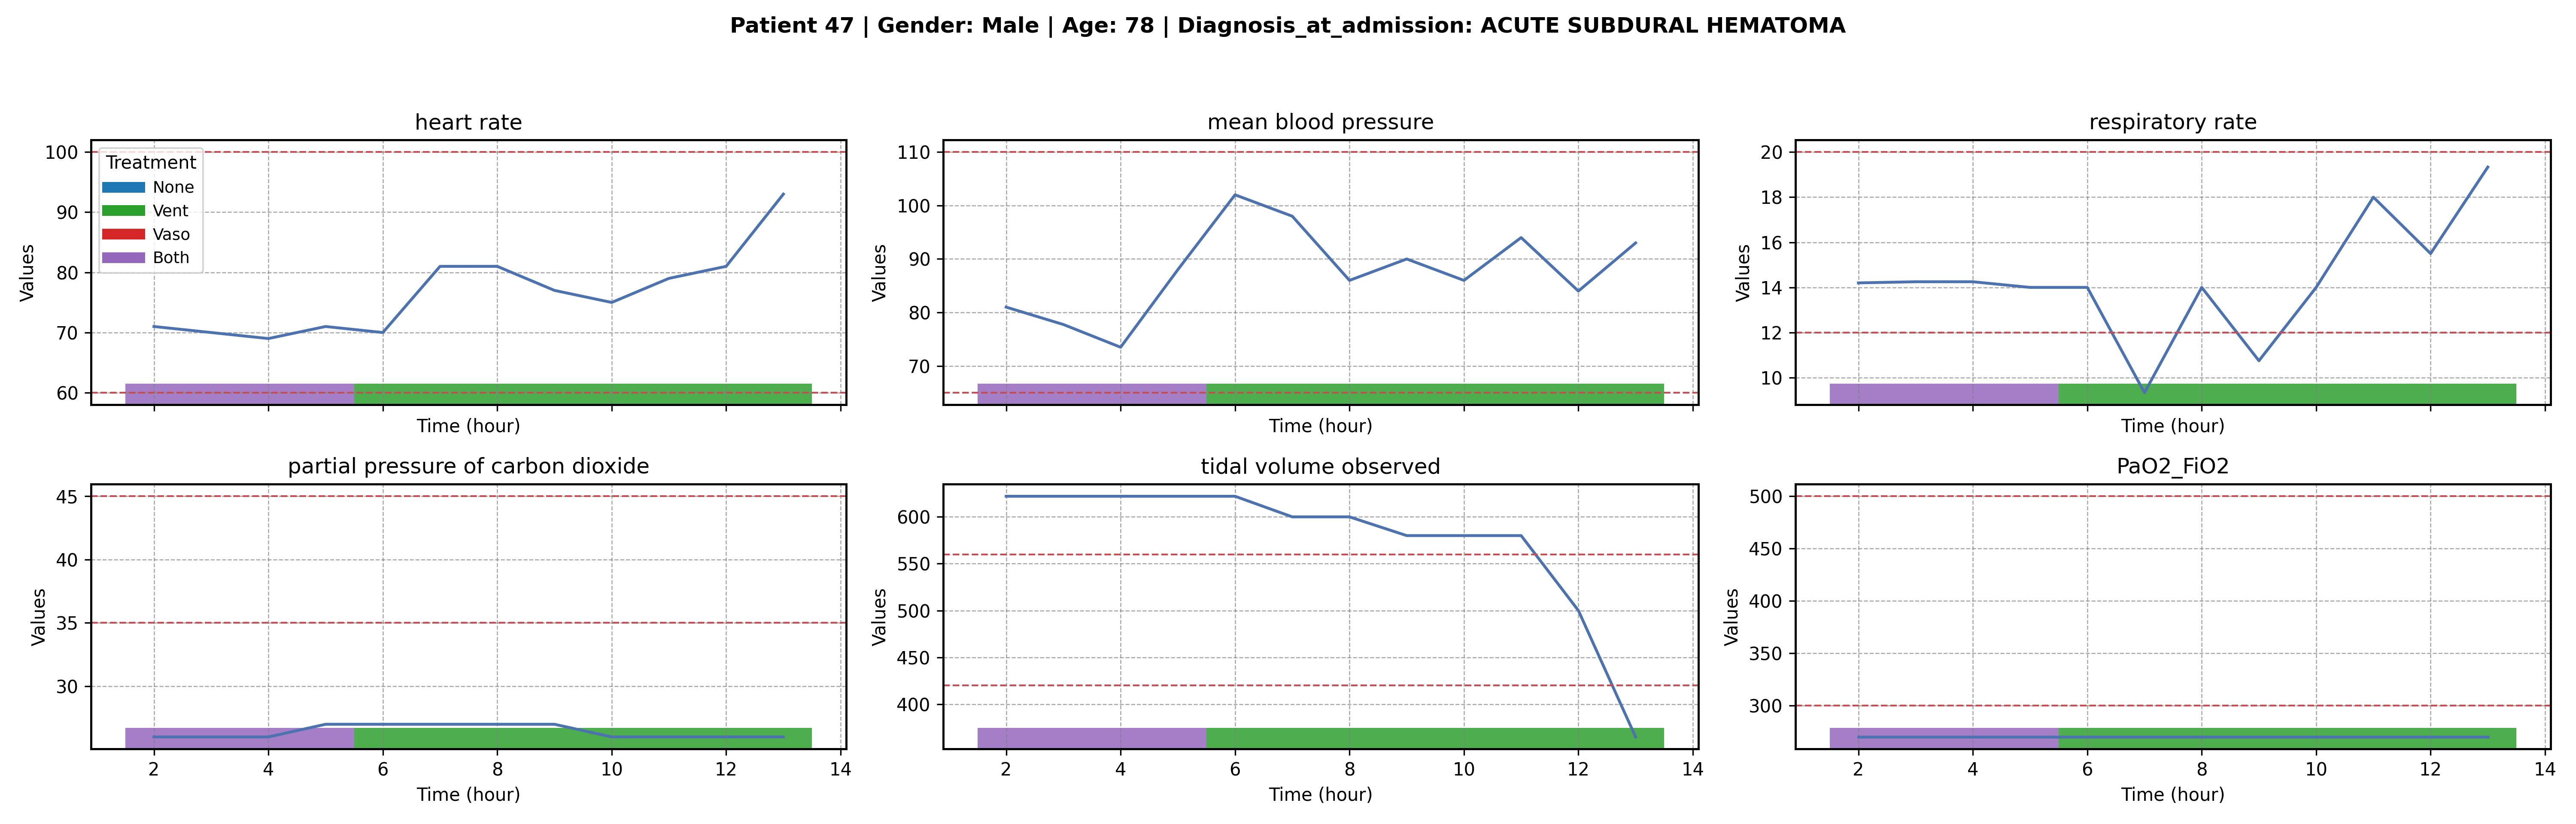 Patient 47 | Gender: Male | Age: 78 | Diagnosis_at_admission: ACUTE SUBDURAL HEMATOMA
heart rate
100
90
80
70
60
Values
Treatment
None
Vent
Vaso
Both
Time (hour)
mean blood pressure
110
100
90
80
70
Values
Time (hour)
respiratory rate
20
18
16
14
12
10
Values
Time (hour)
partial pressure of carbon dioxide
45
40
35
30
Values
2 4 6 8 10 12 14
Time (hour)
tidal volume observed
600
550
500
450
400
Values
2 4 6 8 10 12 14
Time (hour)
PaO2_FiO2
500
450
400
350
300
Values
2 4 6 8 10 12 14
Time (hour)